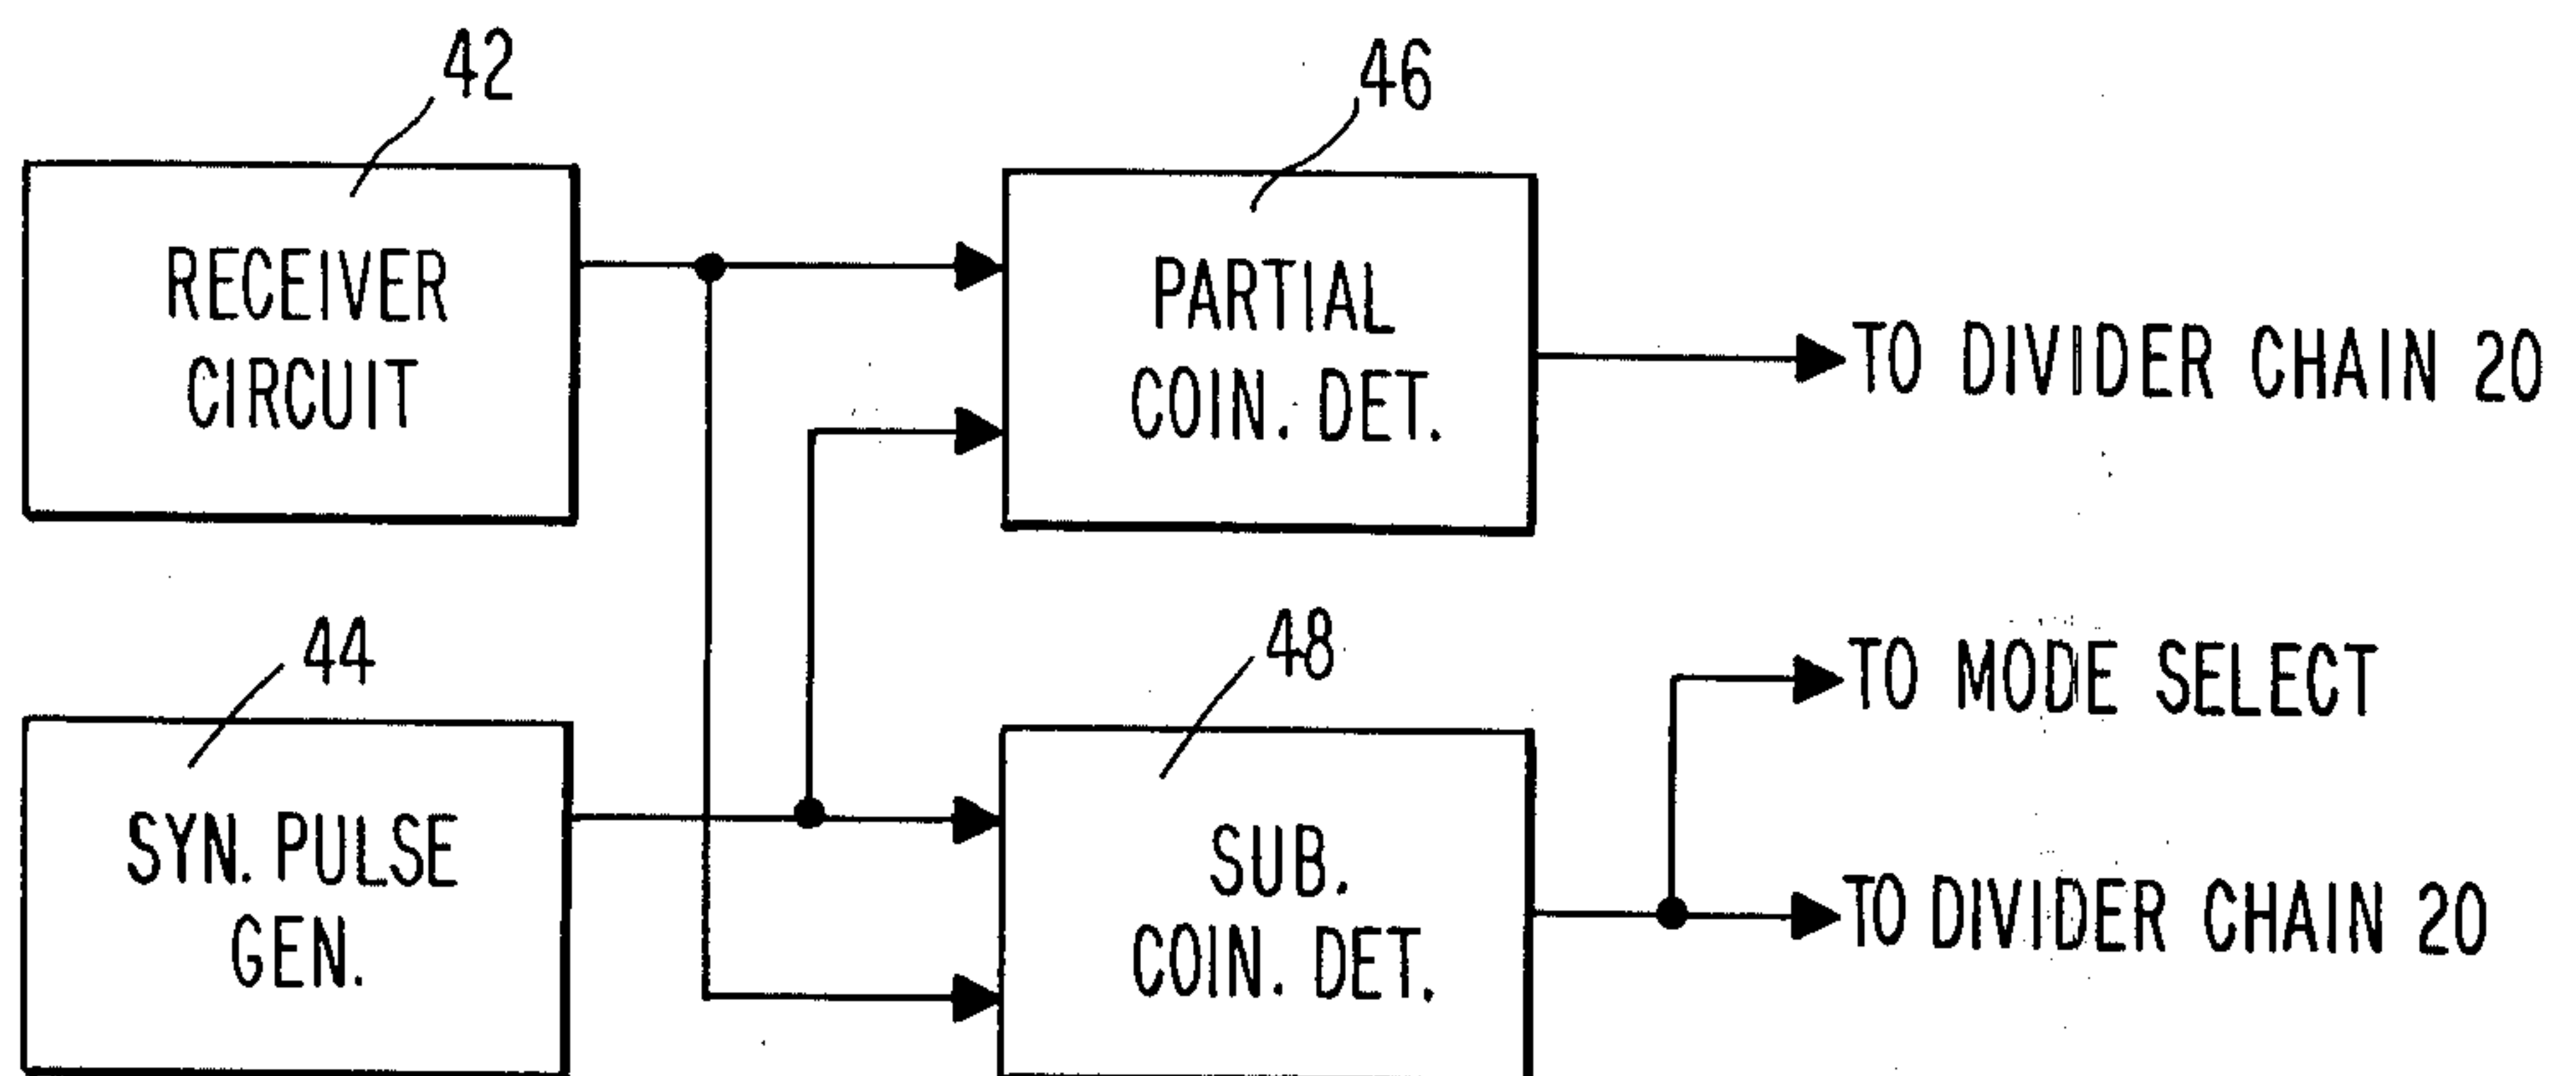 42
RECEIVER
CIRCUIT
46
PARTIAL
COIN. DET.
TO DIVIDER CHAIN 20
44
SYN. PULSE
GEN.
48
SUB.
COIN. DET.
TO MODE SELECT
TO DIVIDER CHAIN 20